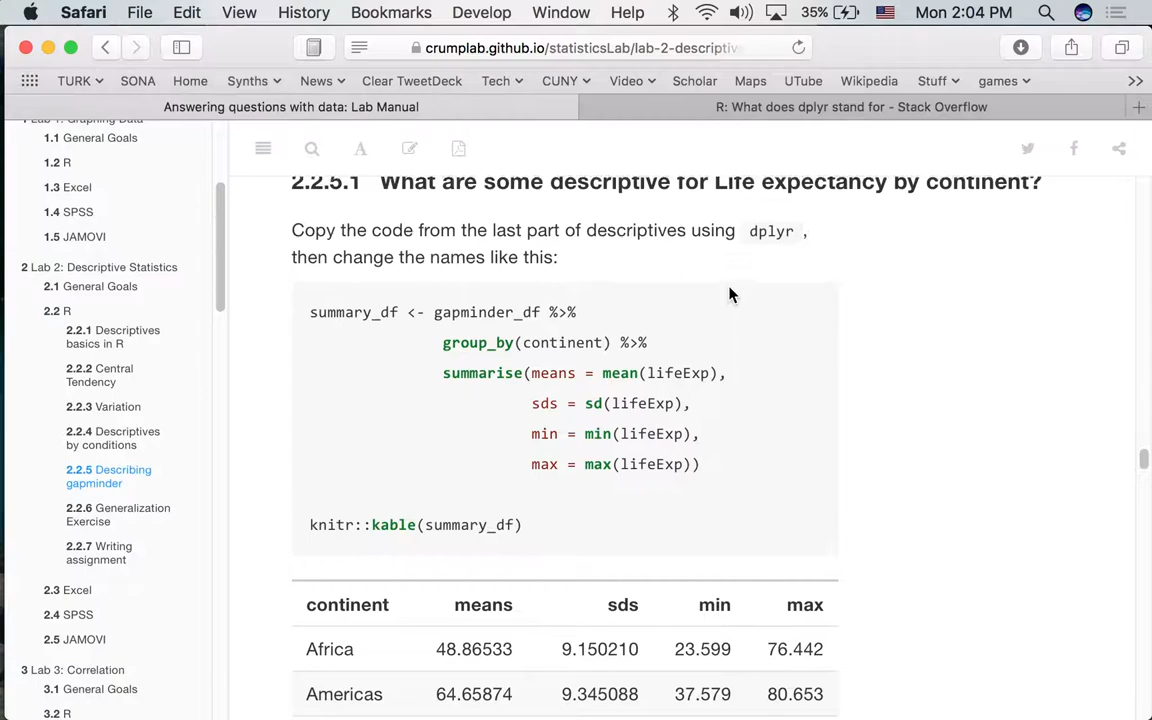 Safari File Edit View History Bookmarks Develop Window Help 35% Mon 2:04 PM
crumplab.github.io/statisticsLab/lab-2-descriptiv
TURK SONA Home Synths News Clear TweetDeck Tech CUNY Video Scholar Maps UTube Wikipedia Stuff games
Answering questions with data: Lab Manual R: What does dplyr stand for - Stack Overflow
1 Lab 1: Graphing Data
1.1 General Goals
1.2 R
1.3 Excel
1.4 SPSS
1.5 JAMOVI
2 Lab 2: Descriptive Statistics
2.1 General Goals
2.2 R
2.2.1 Descriptives
basics in R
2.2.2 Central
Tendency
2.2.3 Variation
2.2.4 Descriptives
by conditions
2.2.5 Describing
gapminder
2.2.6 Generalization
Exercise
2.2.7 Writing
assignment
2.3 Excel
2.4 SPSS
2.5 JAMOVI
3 Lab 3: Correlation
3.1 General Goals
3.2 R
A
2.2.5.1 What are some descriptive for Life expectancy by continent?
Copy the code from the last part of descriptives using dplyr ,
then change the names like this:
summary_df <- gapminder_df %>%
group_by(continent) %>%
summarise(means = mean(lifeExp),
sds = sd(lifeExp),
min = min(lifeExp),
max = max(lifeExp))
knitr::kable(summary_df)
continent means sds min max
Africa 48.86533 9.150210 23.599 76.442
Americas 64.65874 9.345088 37.579 80.653